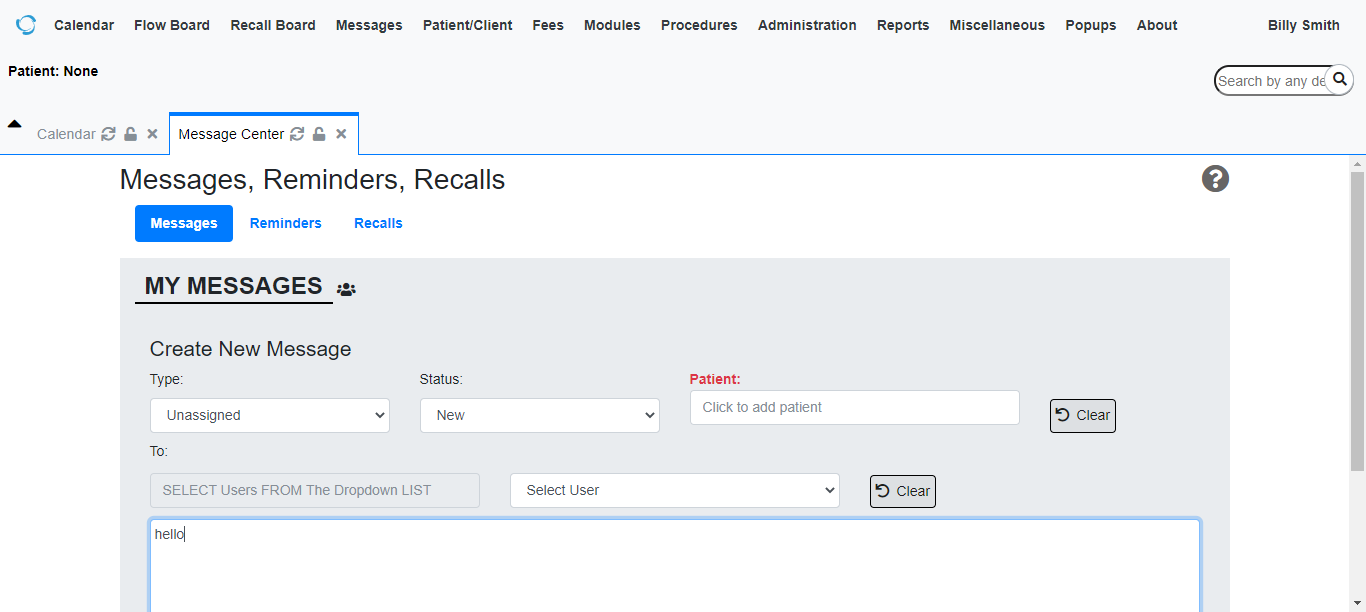 Calendar Flow Board Recall Board Messages Patient/Client Fees Modules Procedures Administration Reports Miscellaneous Popups About Billy Smith
Patient: None
Search by any de
Calendar Message Center
Messages, Reminders, Recalls
Messages Reminders Recalls
MY MESSAGES
Create New Message
Type: Status: Patient:
Unassigned New Click to add patient Clear
To:
SELECT Users FROM The Dropdown LIST Select User Clear
hello